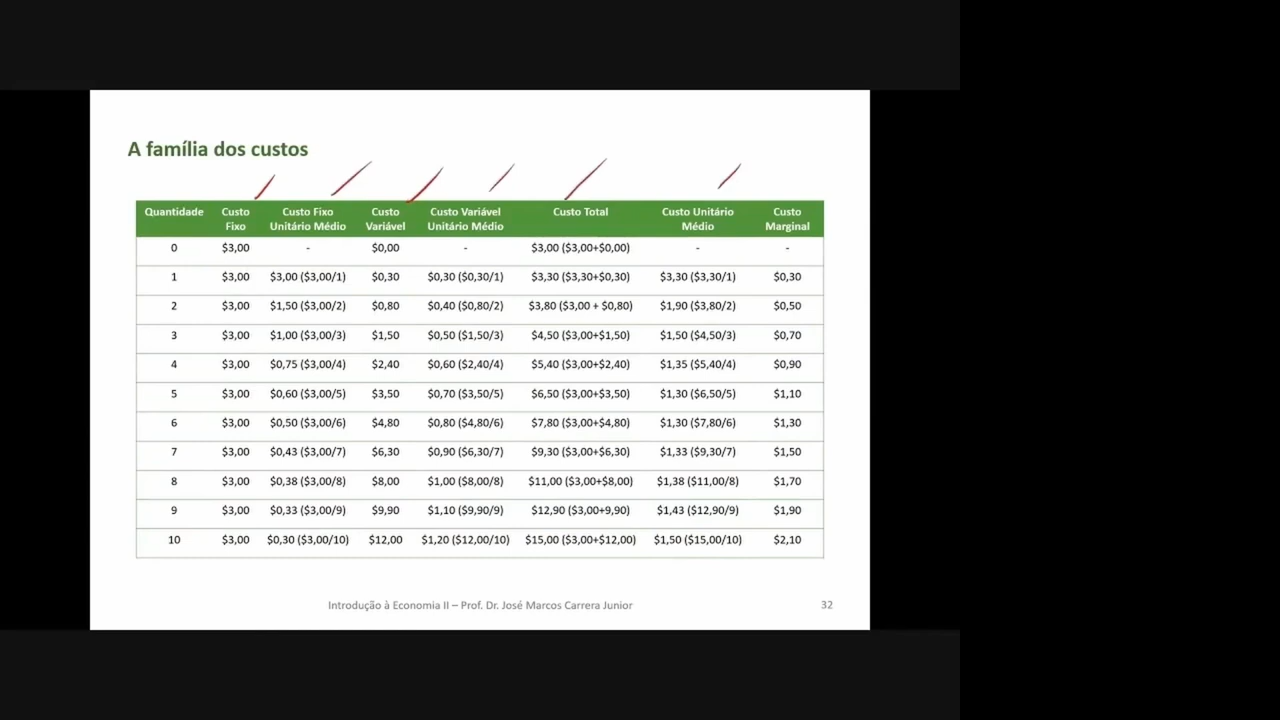 A família dos custos
Quantidade Custo Fixo Custo Fixo Unitário Médio Custo Variável Custo Variável Unitário Médio Custo Total Custo Unitário Médio Custo Marginal
0 $3,00 - $0,00 - $3,00 ($3,00+$0,00) - -
1 $3,00 $3,00 ($3,00/1) $0,30 $0,30 ($0,30/1) $3,30 ($3,30+$0,30) $3,30 ($3,30/1) $0,30
2 $3,00 $1,50 ($3,00/2) $0,80 $0,40 ($0,80/2) $3,80 ($3,00 + $0,80) $1,90 ($3,80/2) $0,50
3 $3,00 $1,00 ($3,00/3) $1,50 $0,50 ($1,50/3) $4,50 ($3,00+$1,50) $1,50 ($4,50/3) $0,70
4 $3,00 $0,75 ($3,00/4) $2,40 $0,60 ($2,40/4) $5,40 ($3,00+$2,40) $1,35 ($5,40/4) $0,90
5 $3,00 $0,60 ($3,00/5) $3,50 $0,70 ($3,50/5) $6,50 ($3,00+$3,50) $1,30 ($6,50/5) $1,10
6 $3,00 $0,50 ($3,00/6) $4,80 $0,80 ($4,80/6) $7,80 ($3,00+$4,80) $1,30 ($7,80/6) $1,30
7 $3,00 $0,43 ($3,00/7) $6,30 $0,90 ($6,30/7) $9,30 ($3,00+$6,30) $1,33 ($9,30/7) $1,50
8 $3,00 $0,38 ($3,00/8) $8,00 $1,00 ($8,00/8) $11,00 ($3,00+$8,00) $1,38 ($11,00/8) $1,70
9 $3,00 $0,33 ($3,00/9) $9,90 $1,10 ($9,90/9) $12,90 ($3,00+9,90) $1,43 ($12,90/9) $1,90
10 $3,00 $0,30 ($3,00/10) $12,00 $1,20 ($12,00/10) $15,00 ($3,00+$12,00) $1,50 ($15,00/10) $2,10
Introdução à Economia II – Prof. Dr. José Marcos Carrera Junior 32